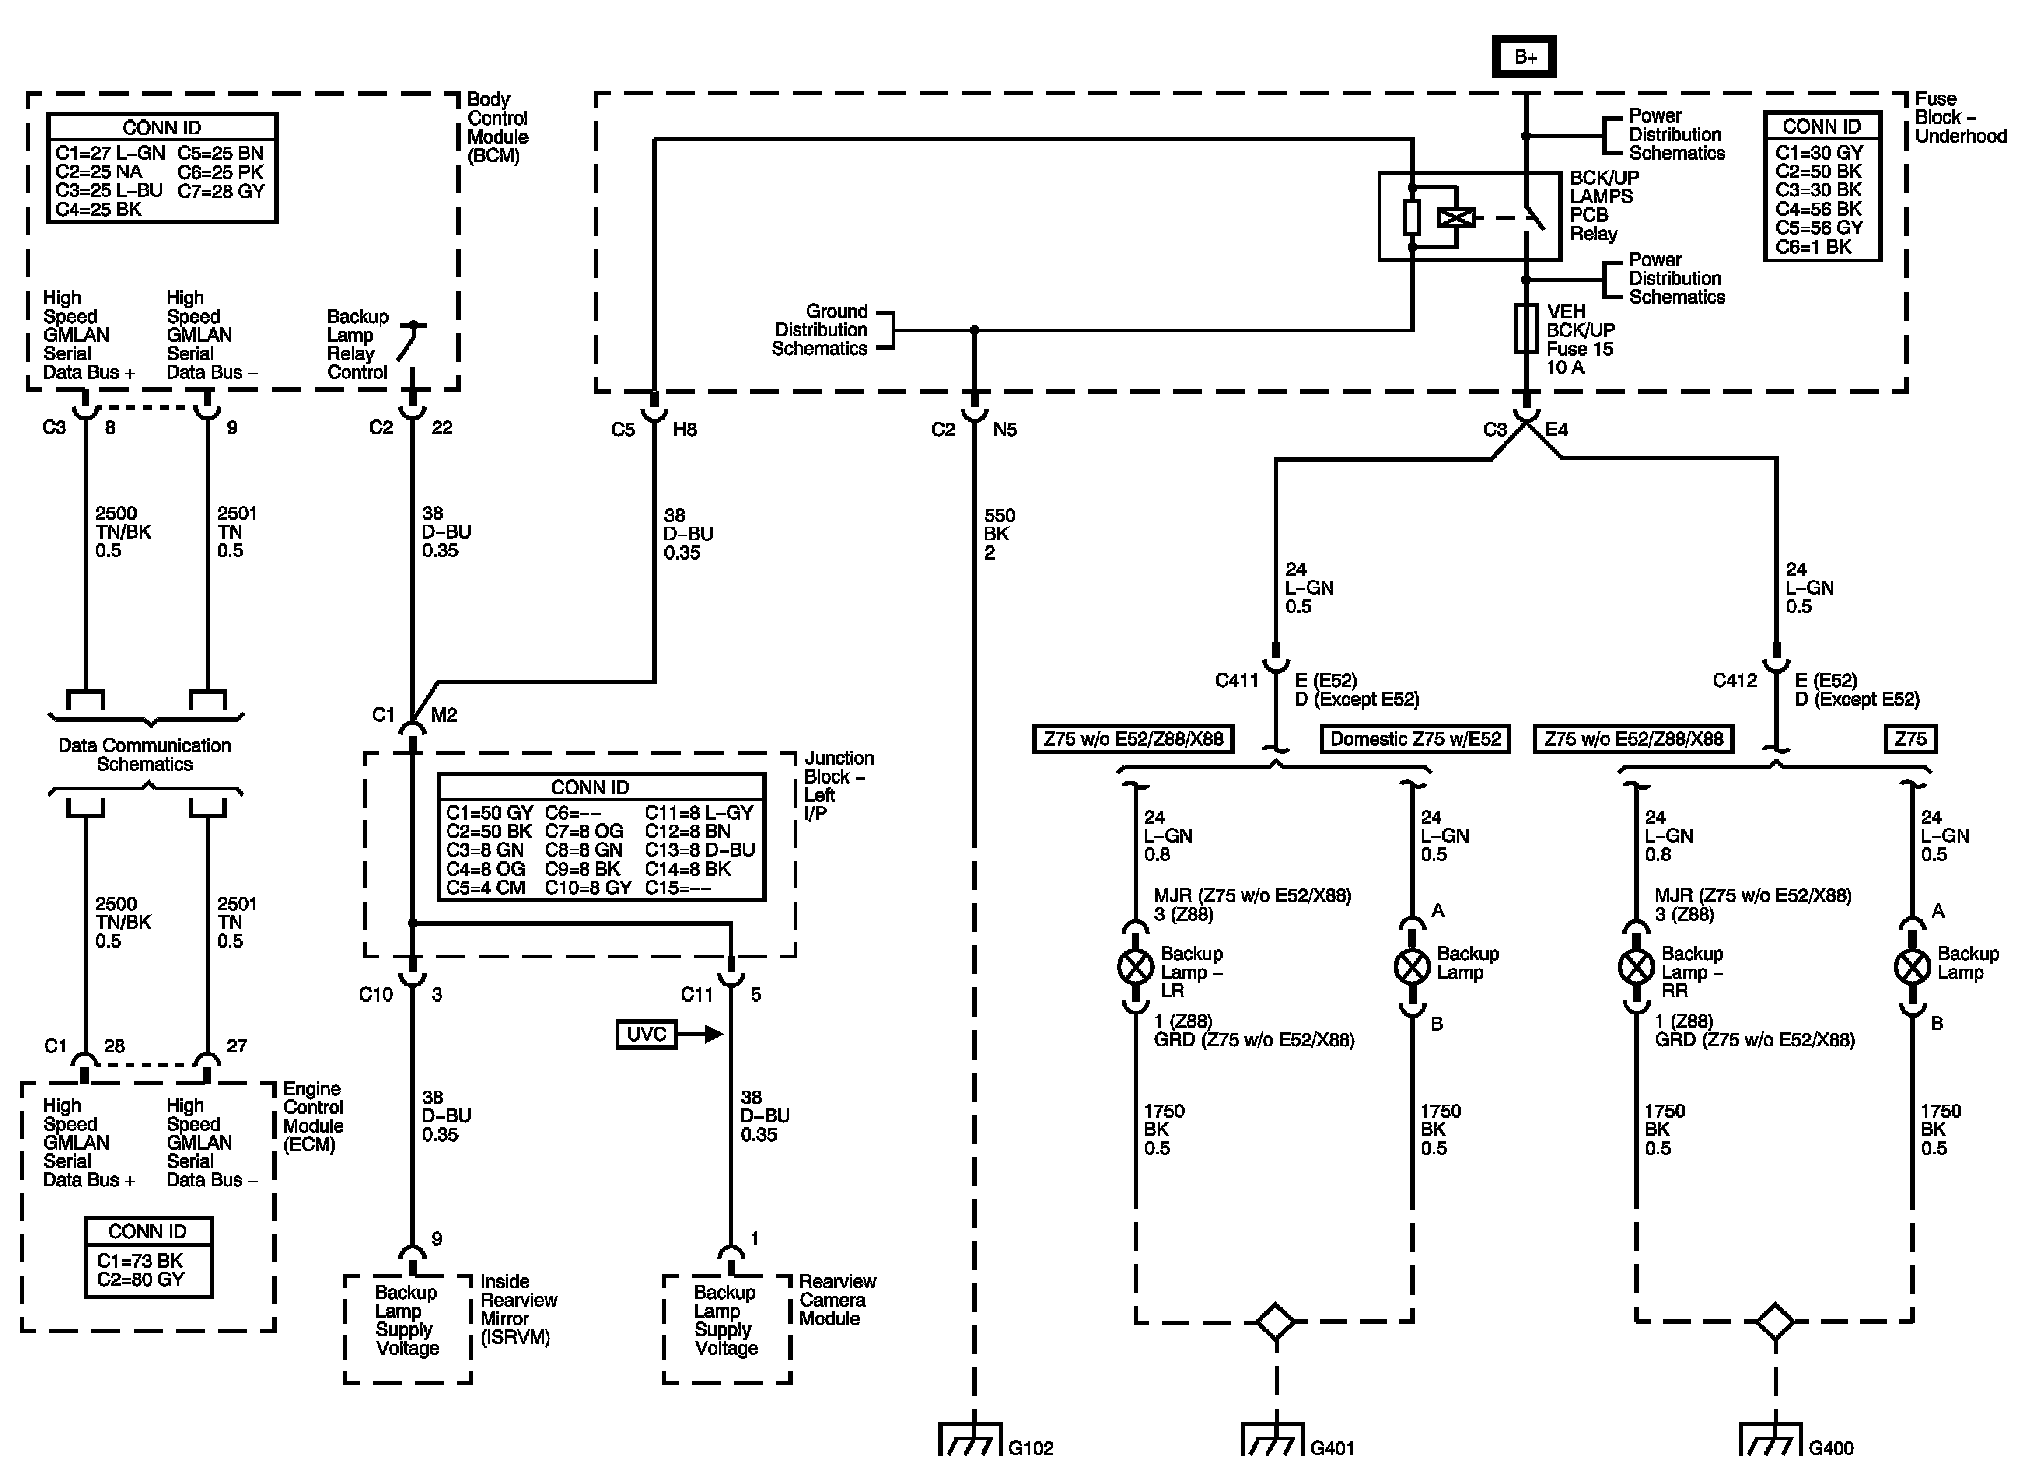 B+
Body
Control
Module
(BCM)
CONN ID
C1=27 L-GN C5=25 BN
C2=25 NA C6=25 PK
C3=25 L-BU C7=28 GY
C4=25 BK
High
Speed
GMLAN
Serial
Data Bus +
High
Speed
GMLAN
Serial
Data Bus -
Backup
Lamp
Relay
Control
Fuse
Block -
Underhood
Power
Distribution
Schematics
CONN ID
C1=30 GY
C2=50 BK
C3=30 BK
C4=56 BK
C5=56 GY
C6=1 BK
BCK/UP
LAMPS
PCB
Relay
Power
Distribution
Schematics
Ground
Distribution
Schematics
VEH
BCK/UP
Fuse 15
10 A
C3 8 9
C2 22
C5 H8
C2 N5
C3 E4
2500
TN/BK
0.5
2501
TN
0.5
38
D-BU
0.35
38
D-BU
0.35
550
BK
2
24
L-GN
0.5
24
L-GN
0.5
C411 E (E52)
D (Except E52)
C412 E (E52)
D (Except E52)
C1 M2
Data Communication
Schematics
Junction
Block -
Left
I/P
CONN ID
C1=50 GY C6=-- C11=8 L-GY
C2=50 BK C7=8 OG C12=8 BN
C3=8 GN C8=8 GN C13=8 D-BU
C4=8 OG C9=8 BK C14=8 BK
C5=4 CM C10=8 GY C15=--
Z75 w/o E52/Z88/X88
Domestic Z75 w/E52
Z75 w/o E52/Z88/X88
Z75
24
L-GN
0.8
24
L-GN
0.5
24
L-GN
0.8
24
L-GN
0.5
MJR (Z75 w/o E52/X88)
3 (Z88)
A
MJR (Z75 w/o E52/X88)
3 (Z88)
A
Backup
Lamp -
LR
Backup
Lamp
Backup
Lamp -
RR
Backup
Lamp
1 (Z88)
GRD (Z75 w/o E52/X88)
B
1 (Z88)
GRD (Z75 w/o E52/X88)
B
2500
TN/BK
0.5
2501
TN
0.5
C10 3
C11 5
UVC
C1 28 27
Engine
Control
Module
(ECM)
High
Speed
GMLAN
Serial
Data Bus +
High
Speed
GMLAN
Serial
Data Bus -
CONN ID
C1=73 BK
C2=80 GY
38
D-BU
0.35
38
D-BU
0.35
1750
BK
0.5
1750
BK
0.5
1750
BK
0.5
1750
BK
0.5
9
1
Backup
Lamp
Supply
Voltage
Inside
Rearview
Mirror
(ISRVM)
Backup
Lamp
Supply
Voltage
Rearview
Camera
Module
G102
G401
G400